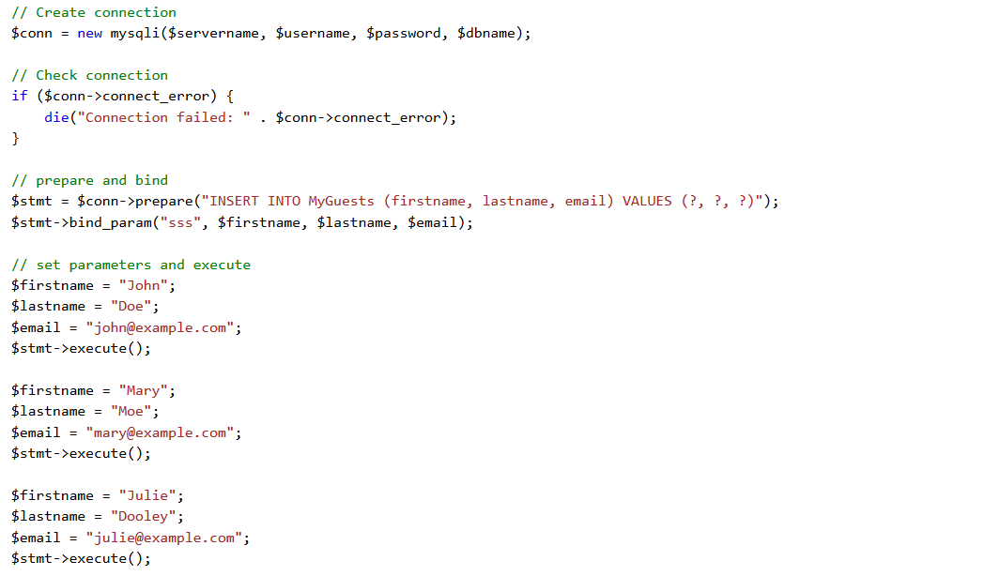 // Create connection
$conn = new mysqli($servername, $username, $password, $dbname);
// Check connection
if ($conn->connect_error) {
    die("Connection failed: " . $conn->connect_error);
}
// prepare and bind
$stmt = $conn->prepare("INSERT INTO MyGuests (firstname, lastname, email) VALUES (?, ?, ?)");
$stmt->bind_param("sss", $firstname, $lastname, $email);
// set parameters and execute
$firstname = "John";
$lastname = "Doe";
$email = "john@example.com";
$stmt->execute();
$firstname = "Mary";
$lastname = "Moe";
$email = "mary@example.com";
$stmt->execute();
$firstname = "Julie";
$lastname = "Dooley";
$email = "julie@example.com";
$stmt->execute();